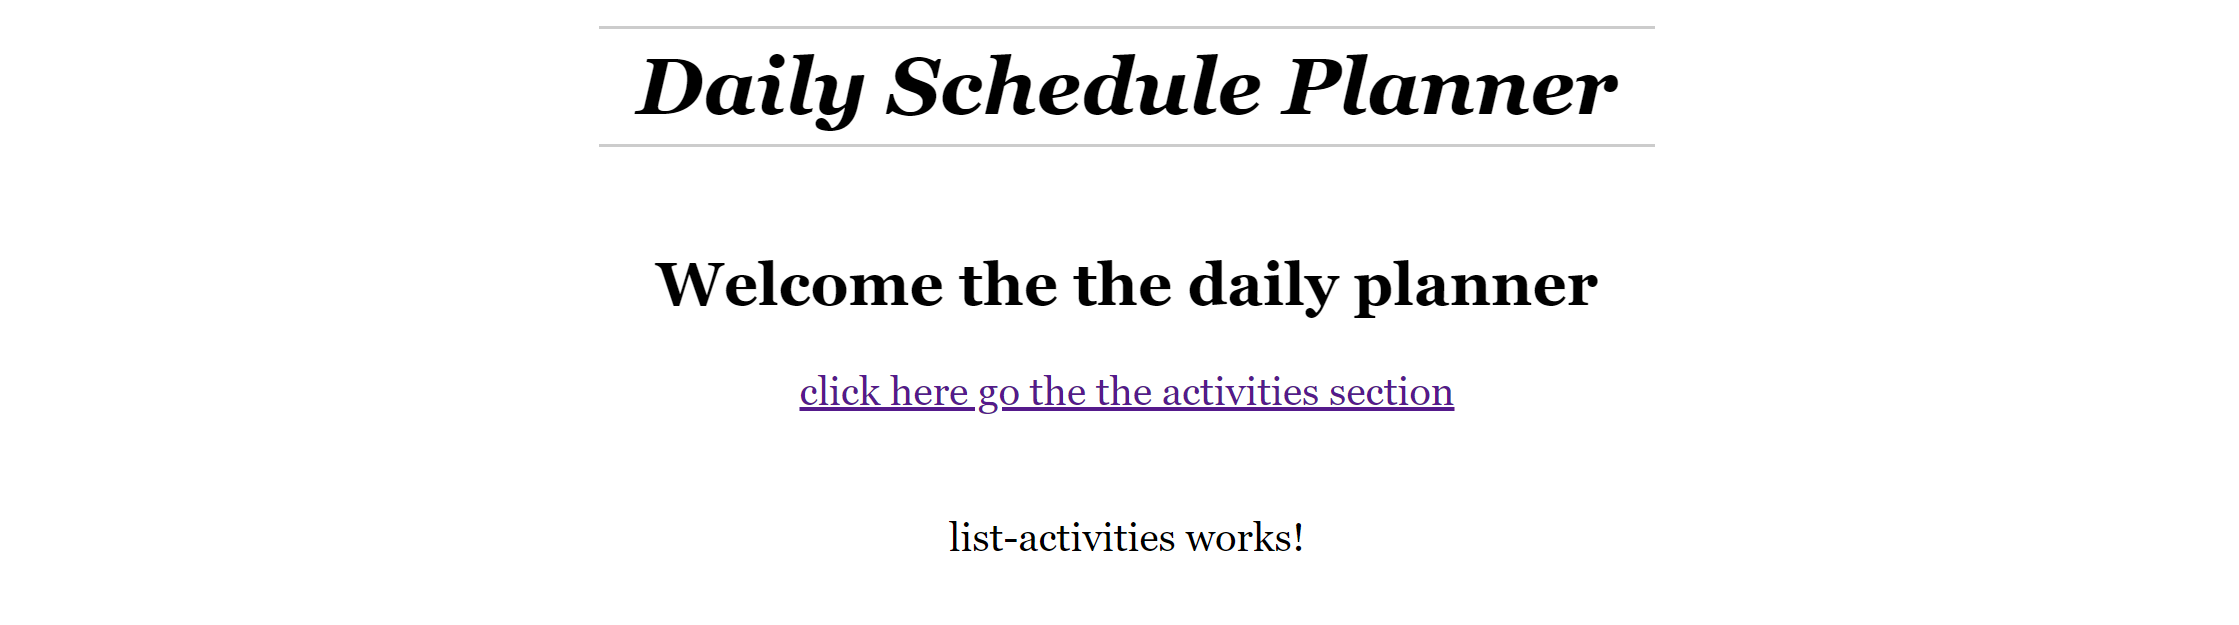 Daily Schedule Planner
Welcome the the daily planner
click here go the the activities section
list-activities works!